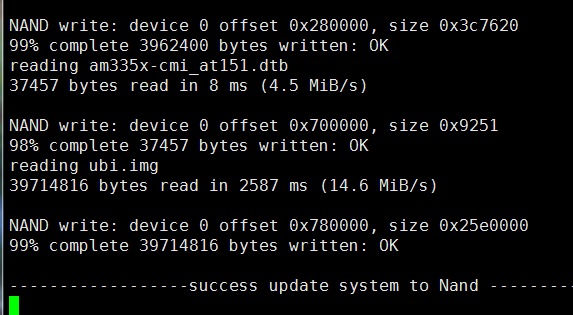 NAND write: device 0 offset 0x280000, size 0x3c7620
99% complete 3962400 bytes written: OK
reading am335x-cmi_at151.dtb
37457 bytes read in 8 ms (4.5 MiB/s)
NAND write: device 0 offset 0x700000, size 0x9251
98% complete 37457 bytes written: OK
reading ubi.img
39714816 bytes read in 2587 ms (14.6 MiB/s)
NAND write: device 0 offset 0x780000, size 0x25e0000
99% complete 39714816 bytes written: OK
------------------success update system to Nand ---------